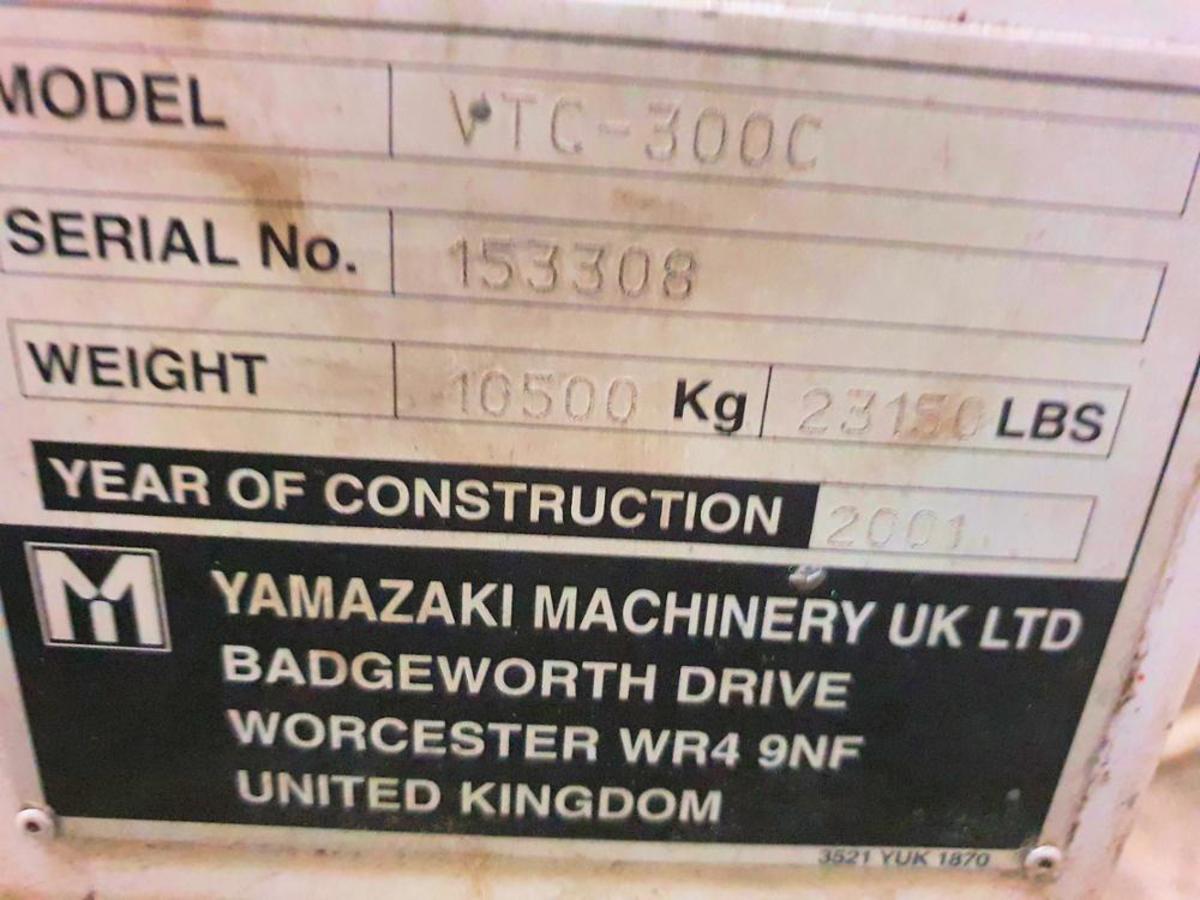 MODEL VTC-300C
SERIAL No. 153308
WEIGHT 10500 Kg 23150 LBS
YEAR OF CONSTRUCTION 2001
M YAMAZAKI MACHINERY UK LTD
BADGEWORTH DRIVE
WORCESTER WR4 9NF
UNITED KINGDOM
3521 YUK 1870